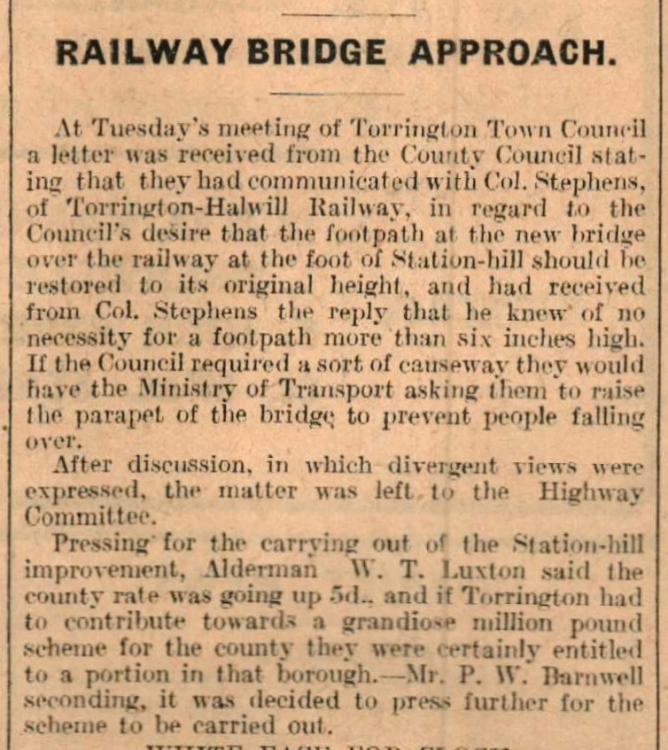 RAILWAY BRIDGE APPROACH.
At Tuesday's meeting of Torrington Town Council
a letter was received from the County Council stat-
ing that they had communicated with Col. Stephens,
of Torrington-Halwill Railway, in regard to the
Council's desire that the footpath at the new bridge
over the railway at the foot of Station-hill should be
restored to its original height, and had received
from Col. Stephens the reply that he knew of no
necessity for a footpath more than six inches high.
If the Council required a sort of causeway they would
have the Ministry of Transport asking them to raise
the parapet of the bridge to prevent people falling
over.
After discussion, in which divergent views were
expressed, the matter was left to the Highway
Committee.
Pressing for the carrying out of the Station-hill
improvement, Alderman W. T. Luxton said the
county rate was going up 5d., and if Torrington had
to contribute towards a grandiose million pound
scheme for the county they were certainly entitled
to a portion in that borough.—Mr. P. W. Barnwell
seconding, it was decided to press further for the
scheme to be carried out.